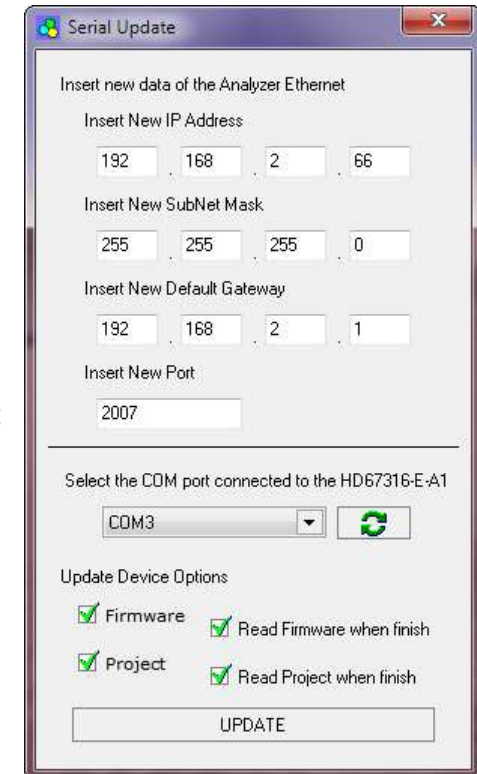 Serial Update
Insert new data of the Analyzer Ethernet
Insert New IP Address
192 . 168 . 2 . 66
Insert New SubNet Mask
255 . 255 . 255 . 0
Insert New Default Gateway
192 . 168 . 2 . 1
Insert New Port
2007
Select the COM port connected to the HD67316-E-A1
COM3
Update Device Options
Firmware
Read Firmware when finish
Project
Read Project when finish
UPDATE